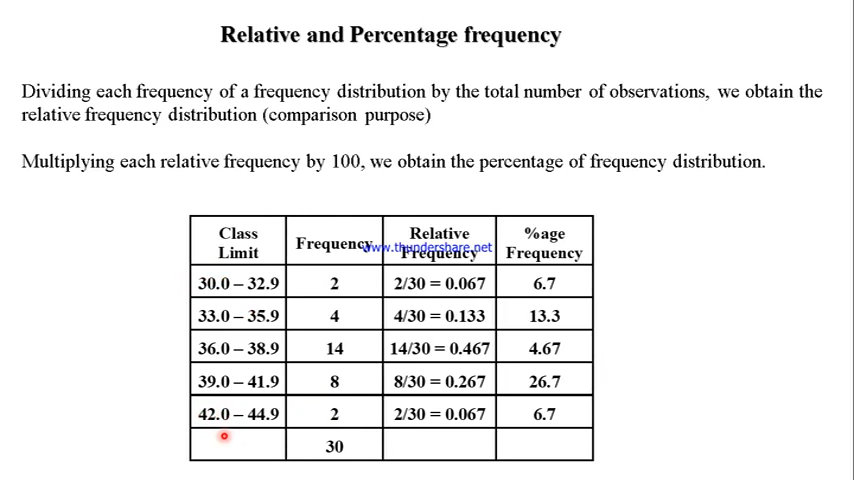 Relative and Percentage frequency
Dividing each frequency of a frequency distribution by the total number of observations, we obtain the
relative frequency distribution (comparison purpose)
Multiplying each relative frequency by 100, we obtain the percentage of frequency distribution.
Class Limit Frequency Relative Frequency %age Frequency
www.thundershare.net
30.0 – 32.9 2 2/30 = 0.067 6.7
33.0 – 35.9 4 4/30 = 0.133 13.3
36.0 – 38.9 14 14/30 = 0.467 4.67
39.0 – 41.9 8 8/30 = 0.267 26.7
42.0 – 44.9 2 2/30 = 0.067 6.7
30